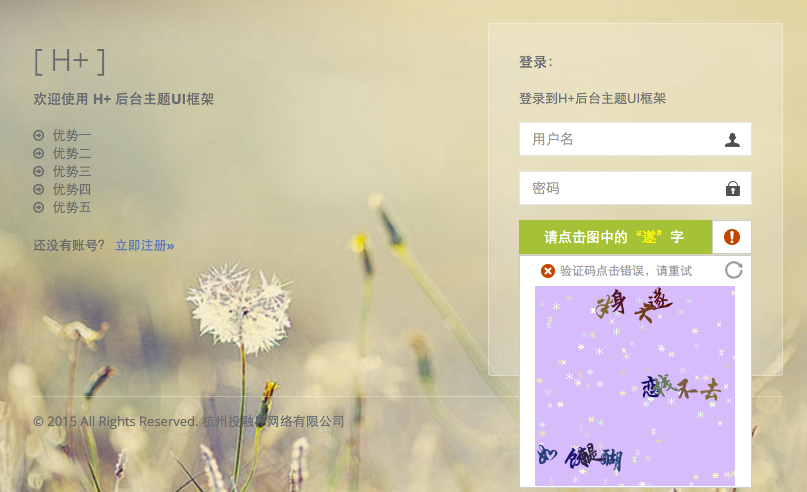 [ H+ ]
欢迎使用 H+ 后台主题UI框架
优势一
优势二
优势三
优势四
优势五
还没有账号？ 立即注册»
登录：
登录到H+后台主题UI框架
用户名
密码
请点击图中的“遂”字
验证码点击错误，请重试
身 遂
恋 不去
如 醍醐
© 2015 All Rights Reserved. 杭州投融谱网络有限公司